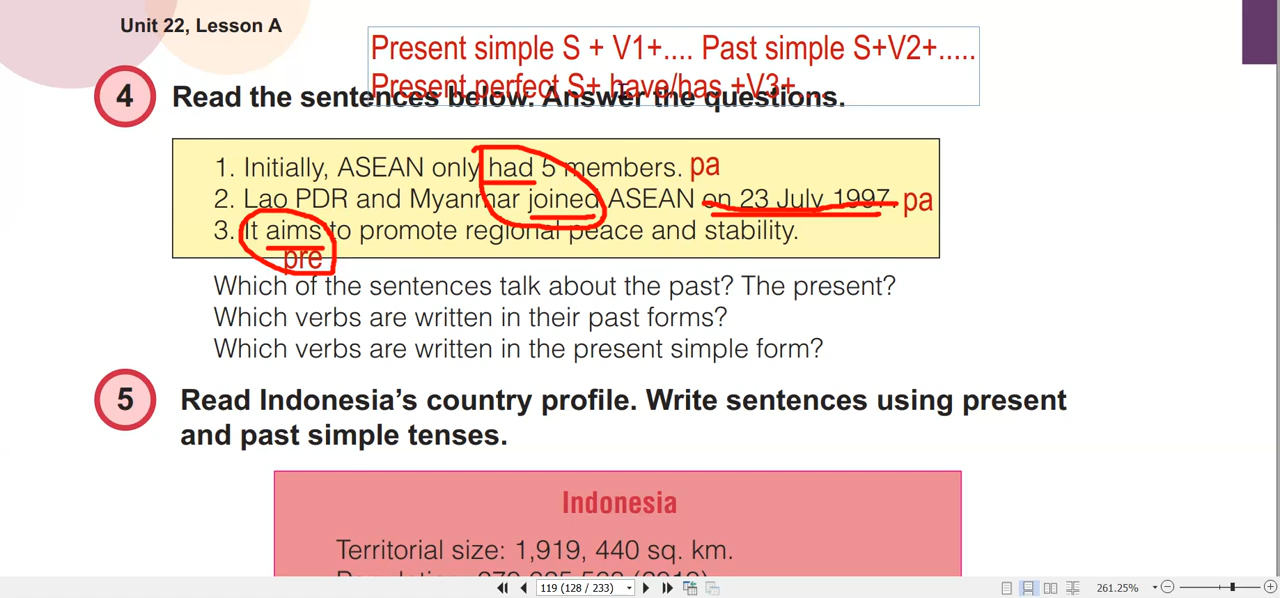 Unit 22, Lesson A
Present simple S + V1+.... Past simple S+V2+.....
Present perfect S+ have/has +V3+....
4 Read the sentences below. Answer the questions.
1. Initially, ASEAN only had 5 members. pa
2. Lao PDR and Myanmar joined ASEAN on 23 July 1997. pa
3. It aims to promote regional peace and stability.
pre
Which of the sentences talk about the past? The present?
Which verbs are written in their past forms?
Which verbs are written in the present simple form?
5 Read Indonesia's country profile. Write sentences using present
and past simple tenses.
Indonesia
Territorial size: 1,919, 440 sq. km.
119 (128 / 233)
261.25%